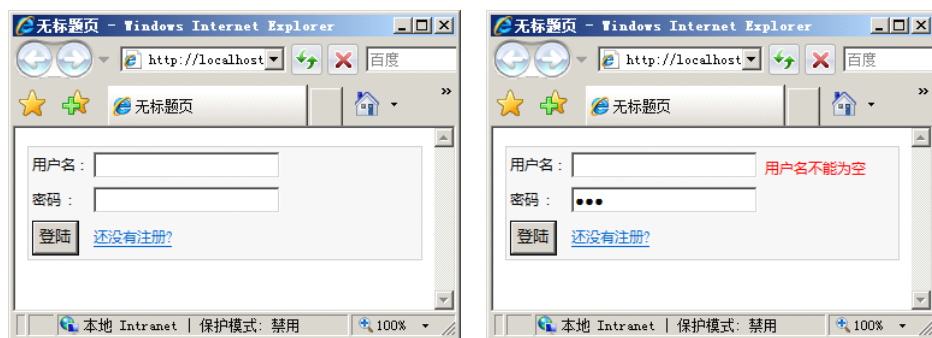 无标题页 - Windows Internet Explorer
http://localhost
百度
无标题页
»
用户名：
密码 ：
登陆 还没有注册?
本地 Intranet | 保护模式: 禁用
100%
无标题页 - Windows Internet Explorer
http://localhost
百度
无标题页
»
用户名： 用户名不能为空
密码 ： ●●●
登陆 还没有注册?
本地 Intranet | 保护模式: 禁用
100%